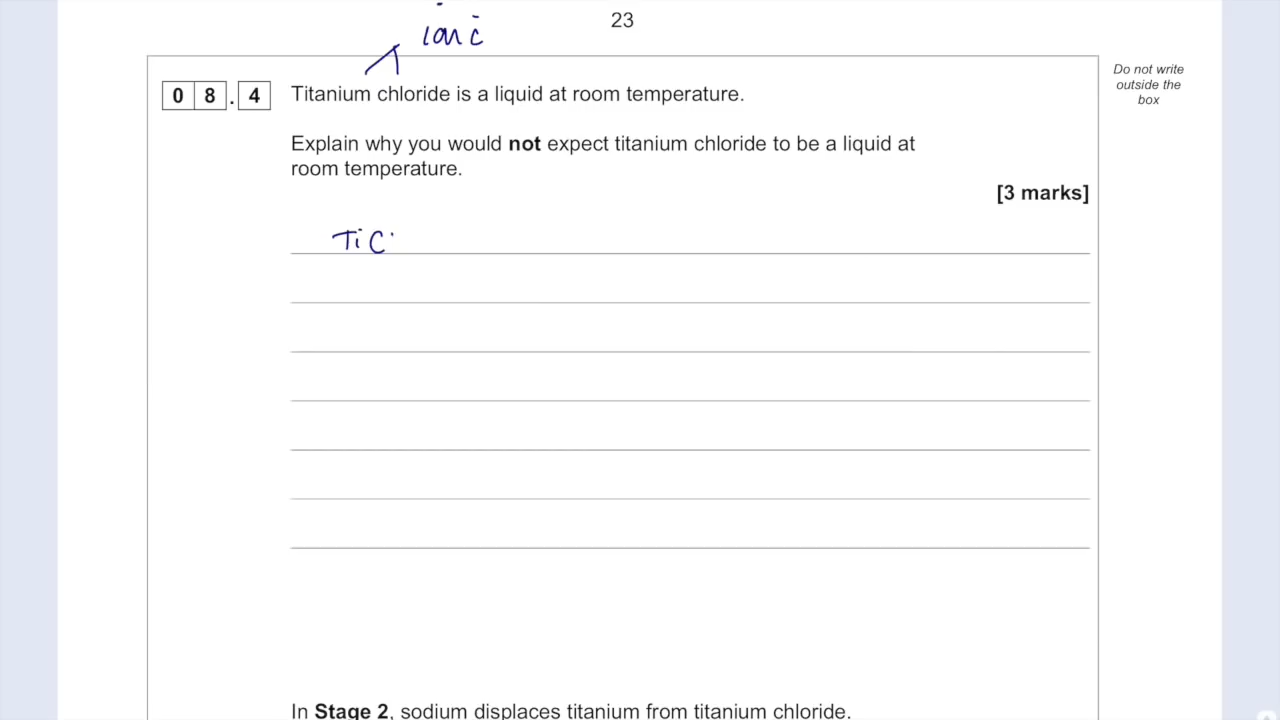 23
ionic
0 8 . 4
Titanium chloride is a liquid at room temperature.
Do not write
outside the
box
Explain why you would not expect titanium chloride to be a liquid at
room temperature.
[3 marks]
TiC
In Stage 2, sodium displaces titanium from titanium chloride.